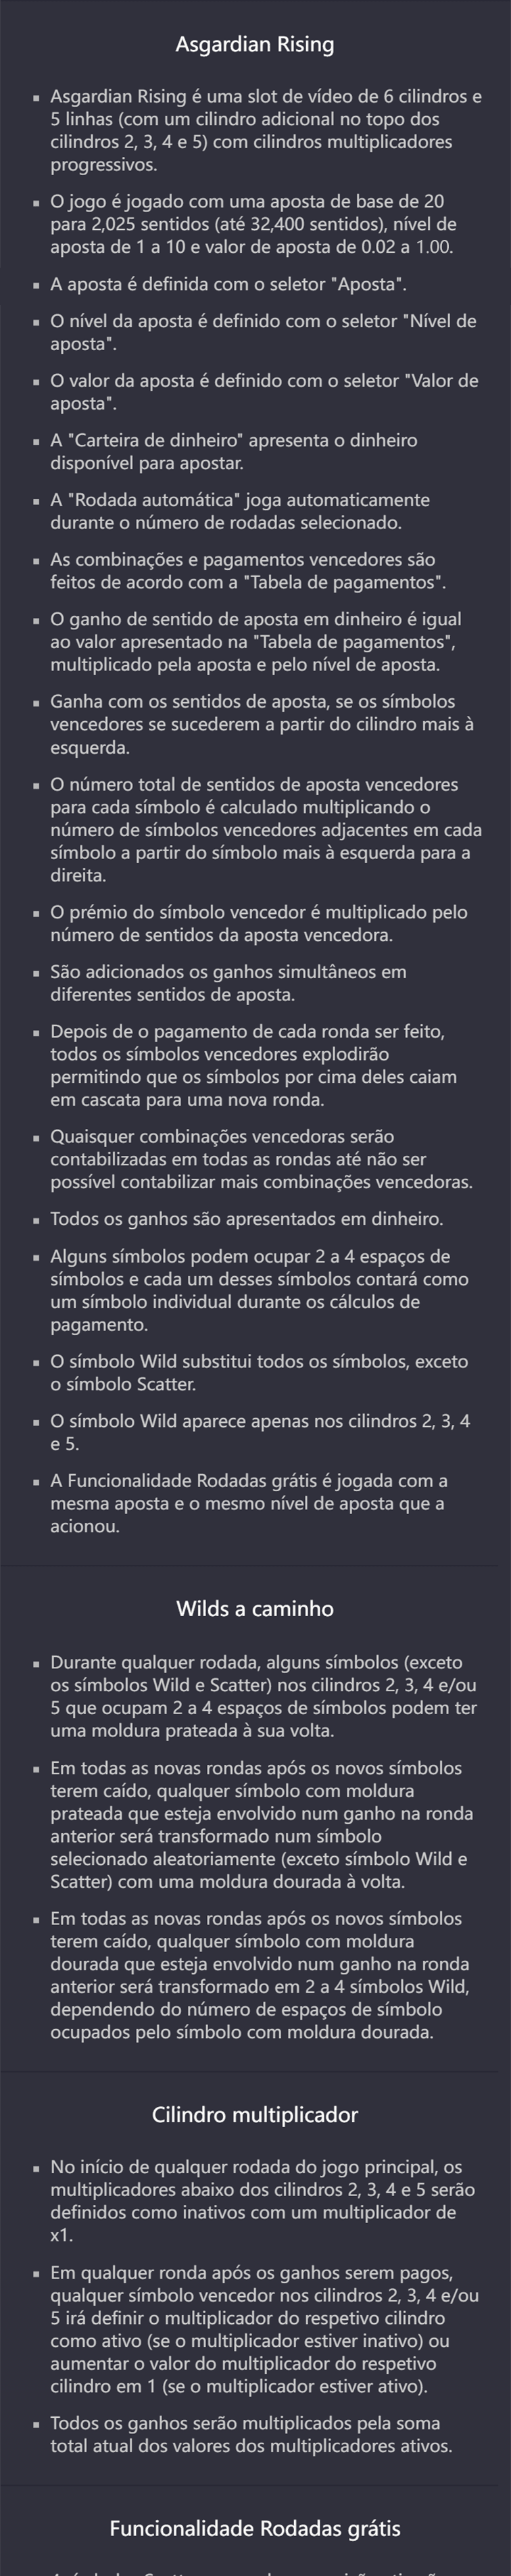 Asgardian Rising
Asgardian Rising é uma slot de vídeo de 6 cilindros e
5 linhas (com um cilindro adicional no topo dos
cilindros 2, 3, 4 e 5) com cilindros multiplicadores
progressivos.
O jogo é jogado com uma aposta de base de 20
para 2,025 sentidos (até 32,400 sentidos), nível de
aposta de 1 a 10 e valor de aposta de 0.02 a 1.00.
A aposta é definida com o seletor "Aposta".
O nível da aposta é definido com o seletor "Nível de
aposta".
O valor da aposta é definido com o seletor "Valor de
aposta".
A "Carteira de dinheiro" apresenta o dinheiro
disponível para apostar.
A "Rodada automática" joga automaticamente
durante o número de rodadas selecionado.
As combinações e pagamentos vencedores são
feitos de acordo com a "Tabela de pagamentos".
O ganho de sentido de aposta em dinheiro é igual
ao valor apresentado na "Tabela de pagamentos",
multiplicado pela aposta e pelo nível de aposta.
Ganha com os sentidos de aposta, se os símbolos
vencedores se sucederem a partir do cilindro mais à
esquerda.
O número total de sentidos de aposta vencedores
para cada símbolo é calculado multiplicando o
número de símbolos vencedores adjacentes em cada
símbolo a partir do símbolo mais à esquerda para a
direita.
O prémio do símbolo vencedor é multiplicado pelo
número de sentidos da aposta vencedora.
São adicionados os ganhos simultâneos em
diferentes sentidos de aposta.
Depois de o pagamento de cada ronda ser feito,
todos os símbolos vencedores explodirão
permitindo que os símbolos por cima deles caiam
em cascata para uma nova ronda.
Quaisquer combinações vencedoras serão
contabilizadas em todas as rondas até não ser
possível contabilizar mais combinações vencedoras.
Todos os ganhos são apresentados em dinheiro.
Alguns símbolos podem ocupar 2 a 4 espaços de
símbolos e cada um desses símbolos contará como
um símbolo individual durante os cálculos de
pagamento.
O símbolo Wild substitui todos os símbolos, exceto
o símbolo Scatter.
O símbolo Wild aparece apenas nos cilindros 2, 3, 4
e 5.
A Funcionalidade Rodadas grátis é jogada com a
mesma aposta e o mesmo nível de aposta que a
acionou.
Wilds a caminho
Durante qualquer rodada, alguns símbolos (exceto
os símbolos Wild e Scatter) nos cilindros 2, 3, 4 e/ou
5 que ocupam 2 a 4 espaços de símbolos podem ter
uma moldura prateada à sua volta.
Em todas as novas rondas após os novos símbolos
terem caído, qualquer símbolo com moldura
prateada que esteja envolvido num ganho na ronda
anterior será transformado num símbolo
selecionado aleatoriamente (exceto símbolo Wild e
Scatter) com uma moldura dourada à volta.
Em todas as novas rondas após os novos símbolos
terem caído, qualquer símbolo com moldura
dourada que esteja envolvido num ganho na ronda
anterior será transformado em 2 a 4 símbolos Wild,
dependendo do número de espaços de símbolo
ocupados pelo símbolo com moldura dourada.
Cilindro multiplicador
No início de qualquer rodada do jogo principal, os
multiplicadores abaixo dos cilindros 2, 3, 4 e 5 serão
definidos como inativos com um multiplicador de
x1.
Em qualquer ronda após os ganhos serem pagos,
qualquer símbolo vencedor nos cilindros 2, 3, 4 e/ou
5 irá definir o multiplicador do respetivo cilindro
como ativo (se o multiplicador estiver inativo) ou
aumentar o valor do multiplicador do respetivo
cilindro em 1 (se o multiplicador estiver ativo).
Todos os ganhos serão multiplicados pela soma
total atual dos valores dos multiplicadores ativos.
Funcionalidade Rodadas grátis